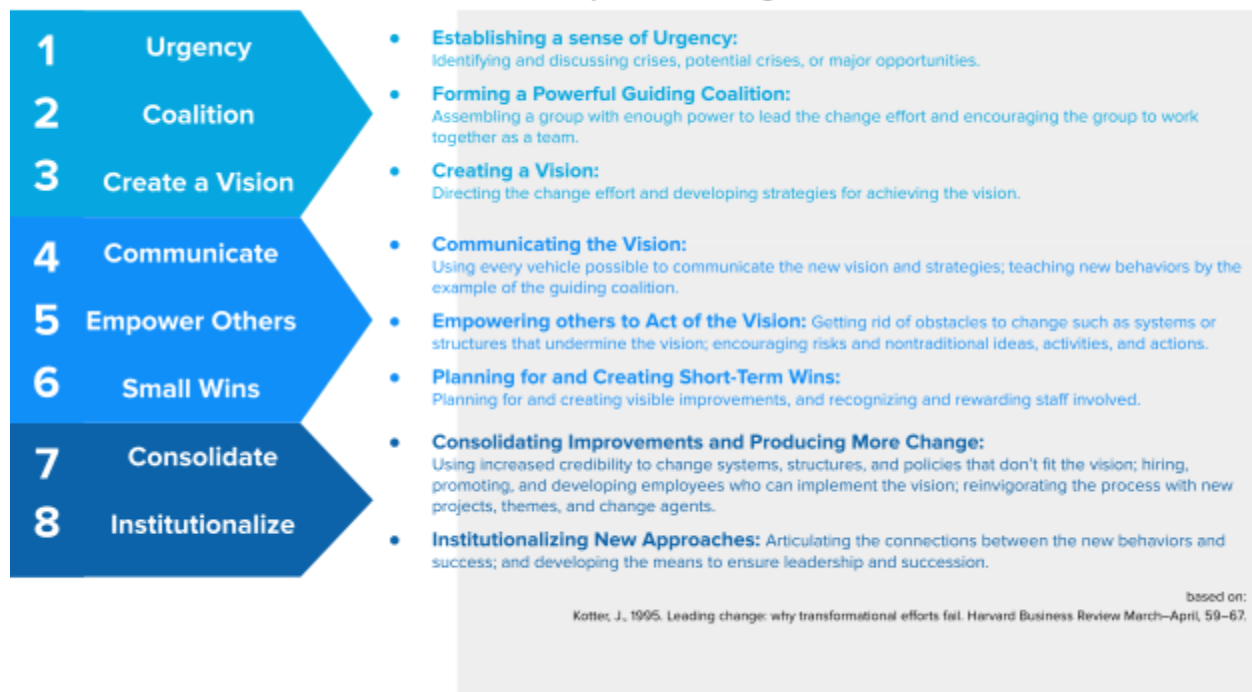 1 Urgency
2 Coalition
3 Create a Vision
4 Communicate
5 Empower Others
6 Small Wins
7 Consolidate
8 Institutionalize
• Establishing a sense of Urgency:
Identifying and discussing crises, potential crises, or major opportunities.
• Forming a Powerful Guiding Coalition:
Assembling a group with enough power to lead the change effort and encouraging the group to work
together as a team.
• Creating a Vision:
Directing the change effort and developing strategies for achieving the vision.
• Communicating the Vision:
Using every vehicle possible to communicate the new vision and strategies; teaching new behaviors by the
example of the guiding coalition.
• Empowering others to Act of the Vision: Getting rid of obstacles to change such as systems or
structures that undermine the vision; encouraging risks and nontraditional ideas, activities, and actions.
• Planning for and Creating Short-Term Wins:
Planning for and creating visible improvements, and recognizing and rewarding staff involved.
• Consolidating Improvements and Producing More Change:
Using increased credibility to change systems, structures, and policies that don't fit the vision; hiring,
promoting, and developing employees who can implement the vision; reinvigorating the process with new
projects, themes, and change agents.
• Institutionalizing New Approaches: Articulating the connections between the new behaviors and
success; and developing the means to ensure leadership and succession.
based on:
Kotter, J., 1995. Leading change: why transformational efforts fail. Harvard Business Review March–April, 59–67.